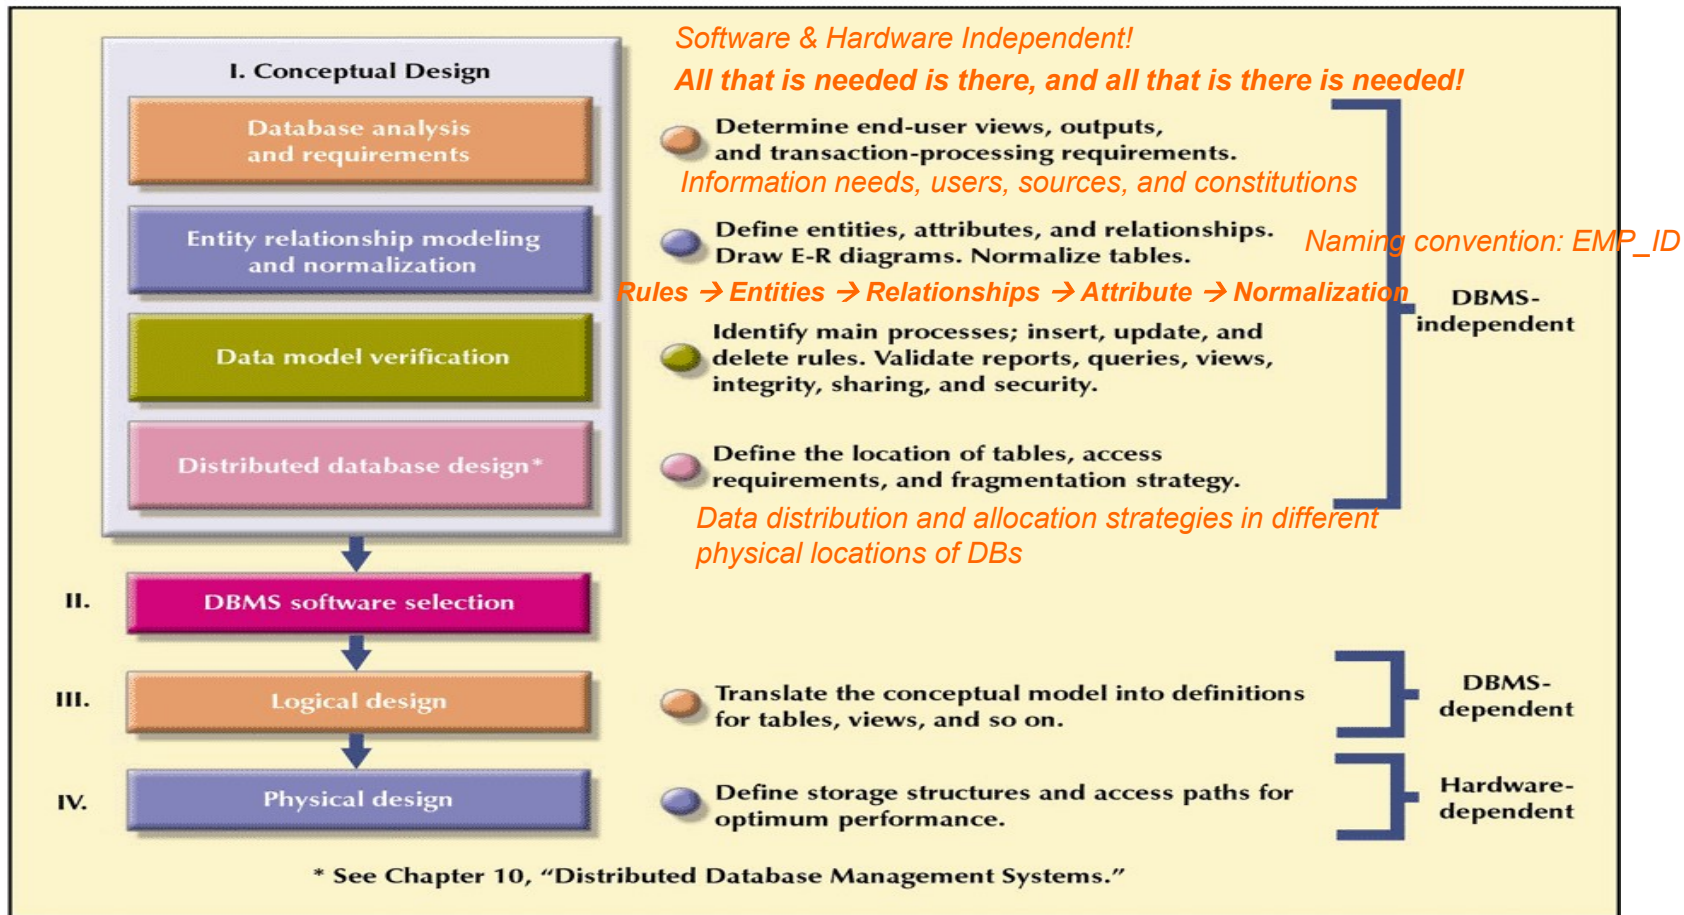 Software & Hardware Independent!
I. Conceptual Design
All that is needed is there, and all that is there is needed!
Database analysis
and requirements
Determine end-user views, outputs,
and transaction-processing requirements.
Information needs, users, sources, and constitutions
Entity relationship modeling
and normalization
Define entities, attributes, and relationships.
Draw E-R diagrams. Normalize tables.
Naming convention: EMP_ID
Rules → Entities → Relationships → Attribute → Normalization
DBMS-
independent
Data model verification
Identify main processes; insert, update, and
delete rules. Validate reports, queries, views,
integrity, sharing, and security.
Distributed database design*
Define the location of tables, access
requirements, and fragmentation strategy.
Data distribution and allocation strategies in different
physical locations of DBs
II.
DBMS software selection
III.
Logical design
Translate the conceptual model into definitions
for tables, views, and so on.
DBMS-
dependent
IV.
Physical design
Define storage structures and access paths for
optimum performance.
Hardware-
dependent
* See Chapter 10, “Distributed Database Management Systems.”